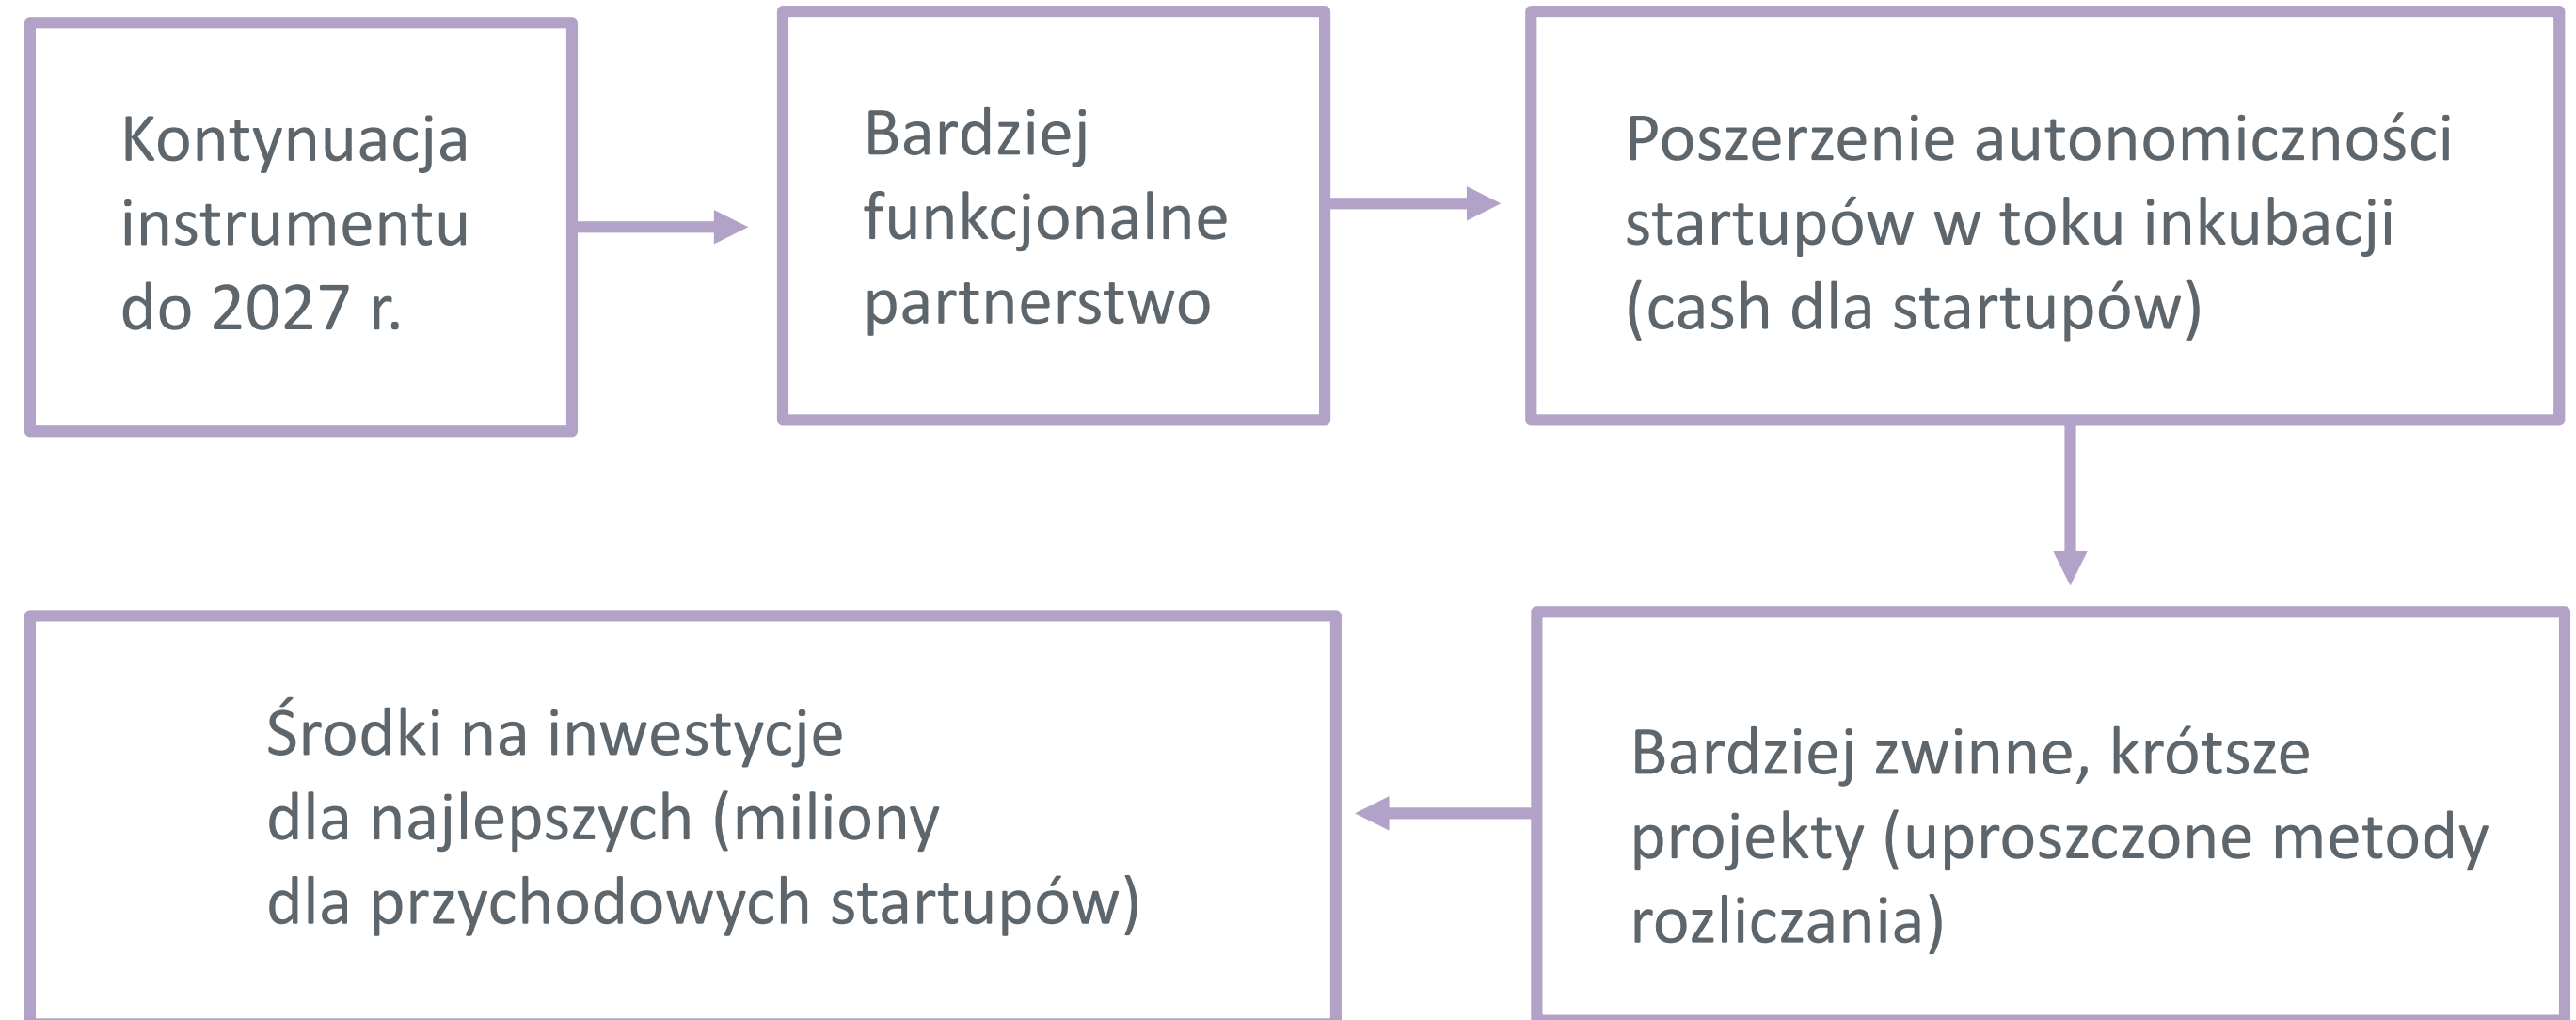 Kontynuacja
instrumentu
do 2027 r.
Bardziej
funkcjonalne
partnerstwo
Poszerzenie autonomiczności
startupów w toku inkubacji
(cash dla startupów)
Bardziej zwinne, krótsze
projekty (uproszczone metody
rozliczania)
Środki na inwestycje
dla najlepszych (miliony
dla przychodowych startupów)